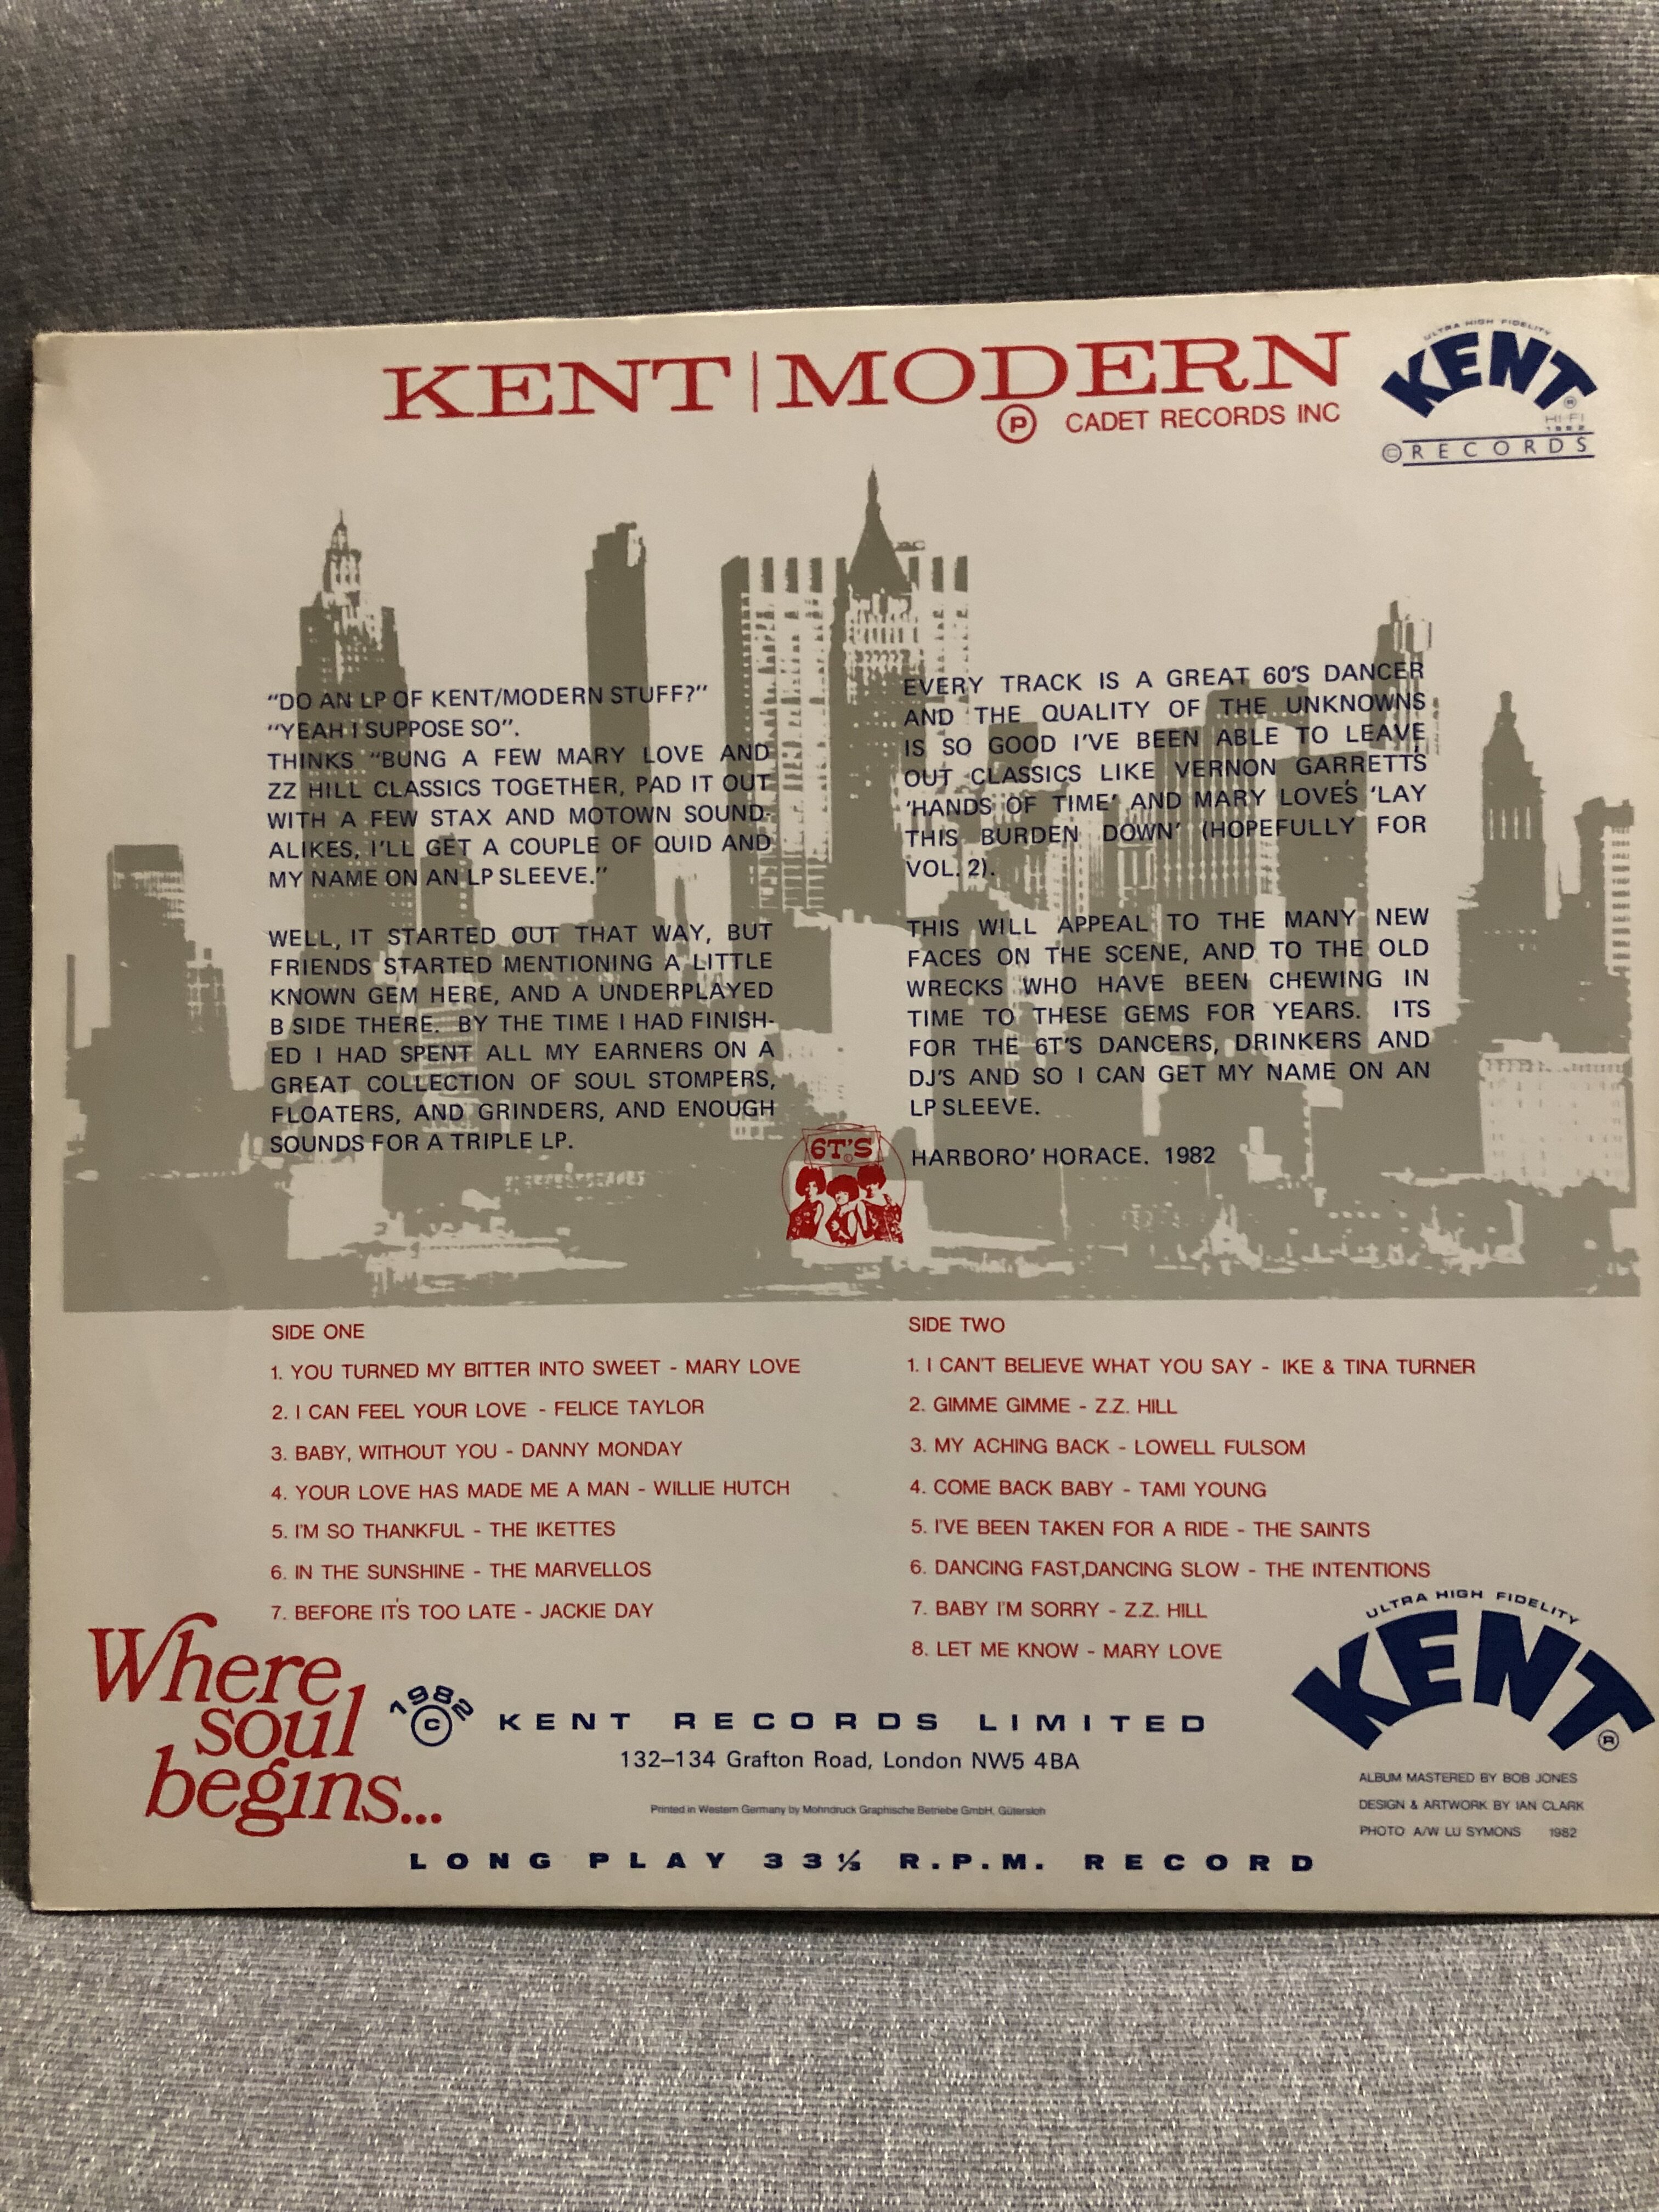 KENT | MODERN
Ⓟ CADET RECORDS INC
ULTRA HIGH FIDELITY
KENT®
HI-FI
1982
© RECORDS
"DO AN LP OF KENT/MODERN STUFF?"
"YEAH I SUPPOSE SO".
THINKS "BUNG A FEW MARY LOVE AND
ZZ HILL CLASSICS TOGETHER, PAD IT OUT
WITH A FEW STAX AND MOTOWN SOUND-
ALIKES, I'LL GET A COUPLE OF QUID AND
MY NAME ON AN LP SLEEVE."
WELL, IT STARTED OUT THAT WAY, BUT
FRIENDS STARTED MENTIONING A LITTLE
KNOWN GEM HERE, AND A UNDERPLAYED
B SIDE THERE. BY THE TIME I HAD FINISH-
ED I HAD SPENT ALL MY EARNERS ON A
GREAT COLLECTION OF SOUL STOMPERS,
FLOATERS, AND GRINDERS, AND ENOUGH
SOUNDS FOR A TRIPLE LP.
EVERY TRACK IS A GREAT 60'S DANCER
AND THE QUALITY OF THE UNKNOWNS
IS SO GOOD I'VE BEEN ABLE TO LEAVE
OUT CLASSICS LIKE VERNON GARRETT'S
'HANDS OF TIME' AND MARY LOVE'S 'LAY
THIS BURDEN DOWN' (HOPEFULLY FOR
VOL. 2).
THIS WILL APPEAL TO THE MANY NEW
FACES ON THE SCENE, AND TO THE OLD
WRECKS WHO HAVE BEEN CHEWING IN
TIME TO THESE GEMS FOR YEARS. ITS
FOR THE 6T'S DANCERS, DRINKERS AND
DJ'S AND SO I CAN GET MY NAME ON AN
LP SLEEVE.
HARBORO' HORACE. 1982
6T'S ©
SIDE ONE
1. YOU TURNED MY BITTER INTO SWEET - MARY LOVE
2. I CAN FEEL YOUR LOVE - FELICE TAYLOR
3. BABY, WITHOUT YOU - DANNY MONDAY
4. YOUR LOVE HAS MADE ME A MAN - WILLIE HUTCH
5. I'M SO THANKFUL - THE IKETTES
6. IN THE SUNSHINE - THE MARVELLOS
7. BEFORE IT'S TOO LATE - JACKIE DAY
SIDE TWO
1. I CAN'T BELIEVE WHAT YOU SAY - IKE & TINA TURNER
2. GIMME GIMME - Z.Z. HILL
3. MY ACHING BACK - LOWELL FULSOM
4. COME BACK BABY - TAMI YOUNG
5. I'VE BEEN TAKEN FOR A RIDE - THE SAINTS
6. DANCING FAST,DANCING SLOW - THE INTENTIONS
7. BABY I'M SORRY - Z.Z. HILL
8. LET ME KNOW - MARY LOVE
Where
soul
begins...
1982
© KENT RECORDS LIMITED
132–134 Grafton Road, London NW5 4BA
Printed in Western Germany by Mohndruck Graphische Betriebe GmbH, Gütersloh
LONG PLAY 33⅓ R.P.M. RECORD
ULTRA HIGH FIDELITY
KENT®
ALBUM MASTERED BY BOB JONES
DESIGN & ARTWORK BY IAN CLARK
PHOTO A/W LU SYMONS 1982